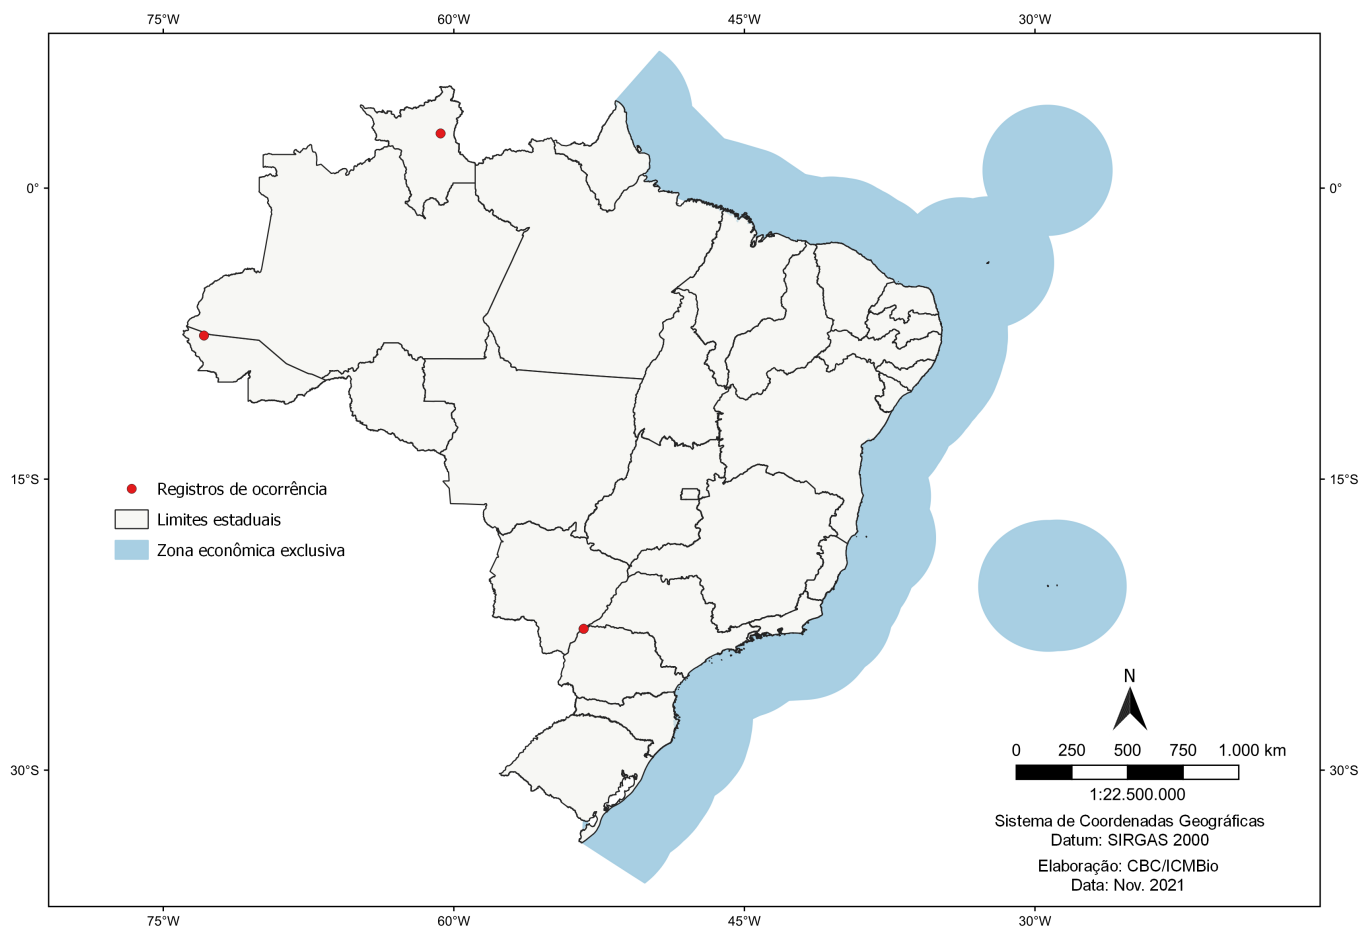 75°W 60°W 45°W 30°W
0° 0°
15°S 15°S
Registros de ocorrência
Limites estaduais
Zona econômica exclusiva
N
0 250 500 750 1.000 km
30°S 30°S
1:22.500.000
Sistema de Coordenadas Geográficas
Datum: SIRGAS 2000
Elaboração: CBC/ICMBio
Data: Nov. 2021
75°W 60°W 45°W 30°W